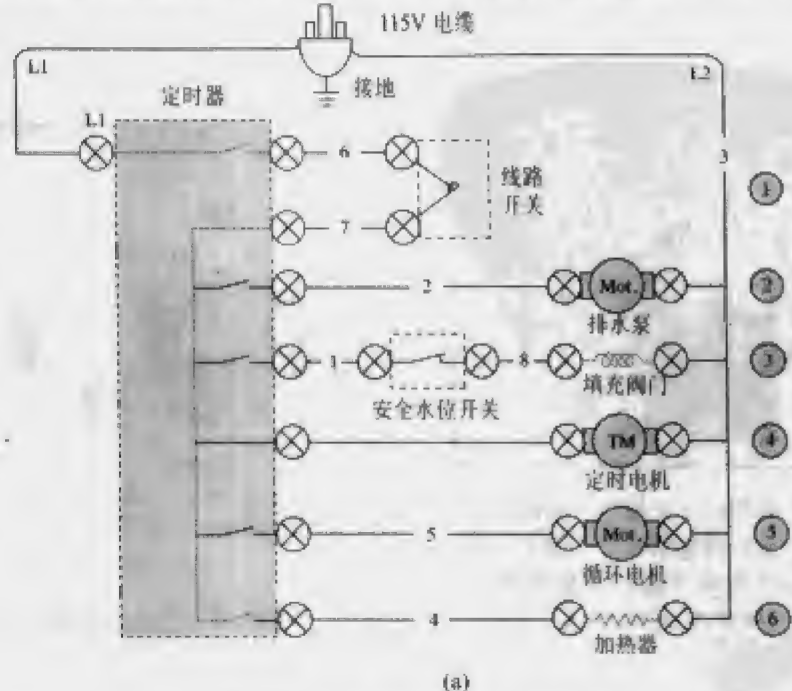 115V 电缆
L1
L2
接地
定时器
L1
6
3
线路
开关
1
7
2
Mot.
2
排水泵
1
8
3
安全水位开关
填充阀门
TM
4
定时电机
5
Mot.
5
循环电机
4
6
加热器
(a)